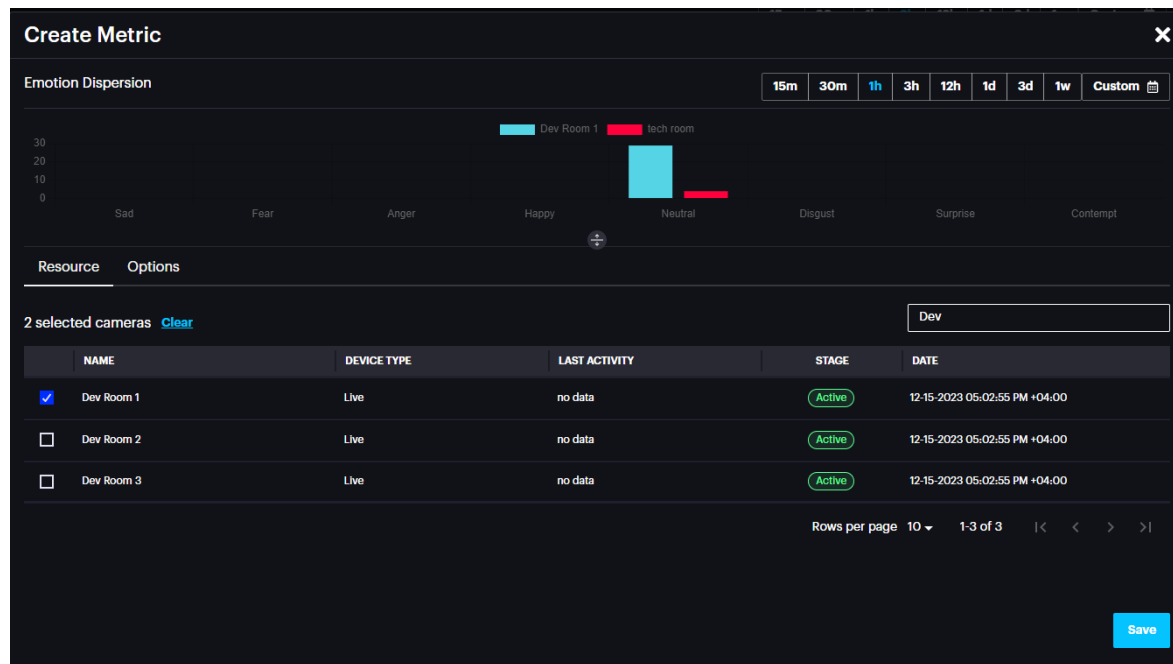 Create Metric
Emotion Dispersion
15m 30m 1h 3h 12h 1d 3d 1w Custom
Dev Room 1 tech room
30
20
10
0
Sad Fear Anger Happy Neutral Disgust Surprise Contempt
Resource Options
2 selected cameras Clear
Dev
NAME DEVICE TYPE LAST ACTIVITY STAGE DATE
Dev Room 1 Live no data Active 12-15-2023 05:02:55 PM +04:00
Dev Room 2 Live no data Active 12-15-2023 05:02:55 PM +04:00
Dev Room 3 Live no data Active 12-15-2023 05:02:55 PM +04:00
Rows per page 10 1-3 of 3
Save